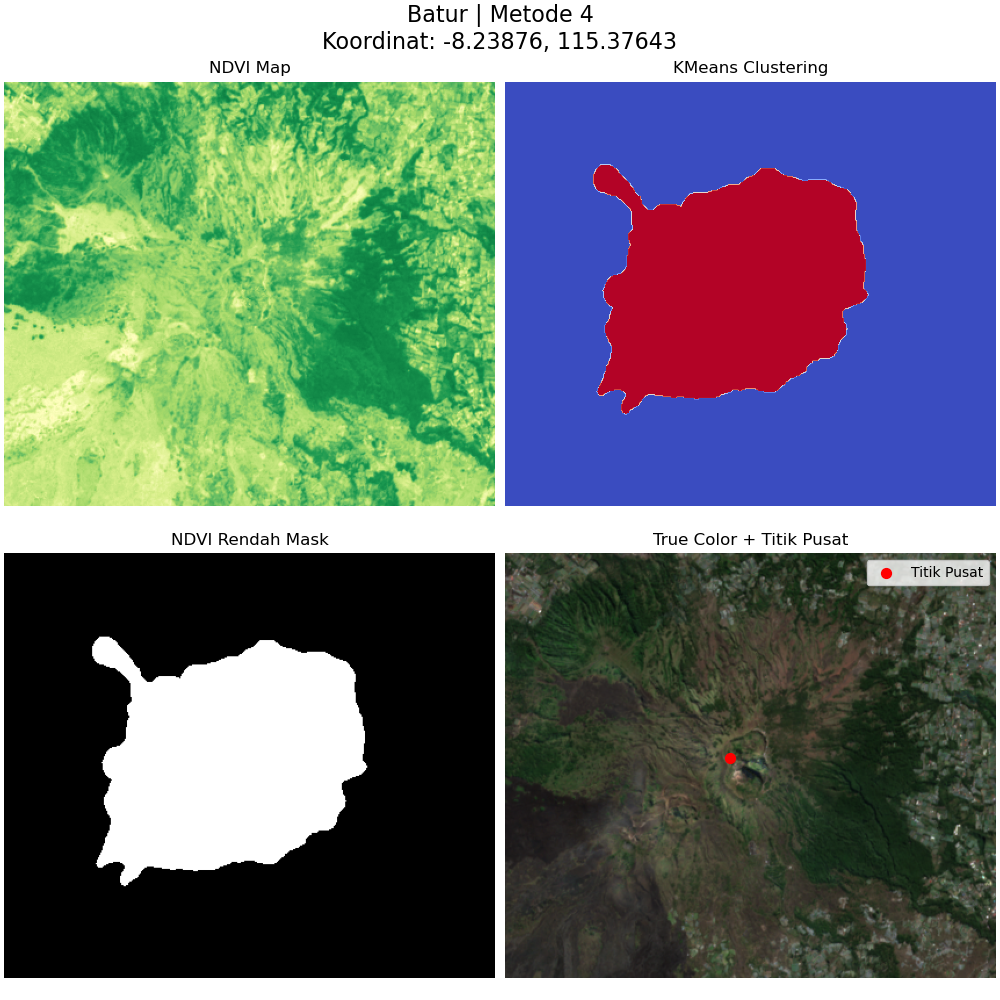 Batur | Metode 4
Koordinat: -8.23876, 115.37643
NDVI Map
KMeans Clustering
NDVI Rendah Mask
True Color + Titik Pusat
Titik Pusat